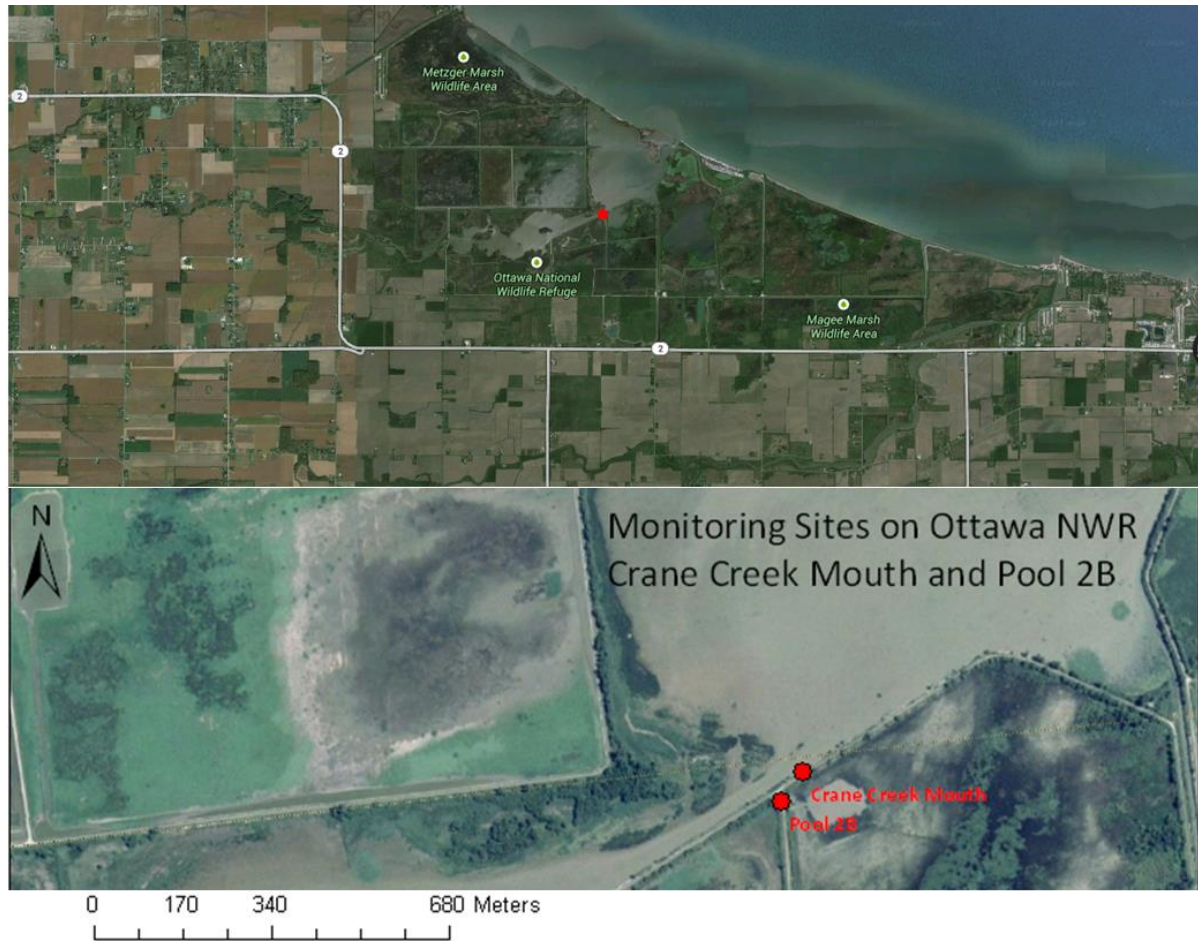 Metzger Marsh
Wildlife Area
2
2
Ottawa National
Wildlife Refuge
Magee Marsh
Wildlife Area
2
N
Monitoring Sites on Ottawa NWR
Crane Creek Mouth and Pool 2B
Crane Creek Mouth
Pool 2B
0 170 340 680 Meters